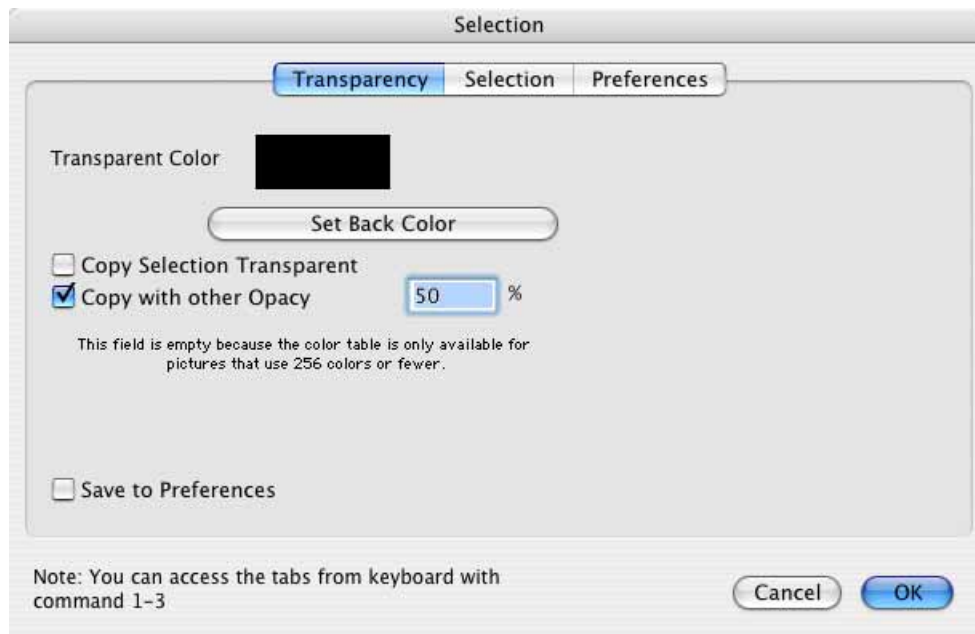 Selection
Transparency Selection Preferences
Transparent Color
Set Back Color
Copy Selection Transparent
Copy with other Opacy 50 %
This field is empty because the color table is only available for
pictures that use 256 colors or fewer.
Save to Preferences
Note: You can access the tabs from keyboard with
command 1-3
Cancel OK